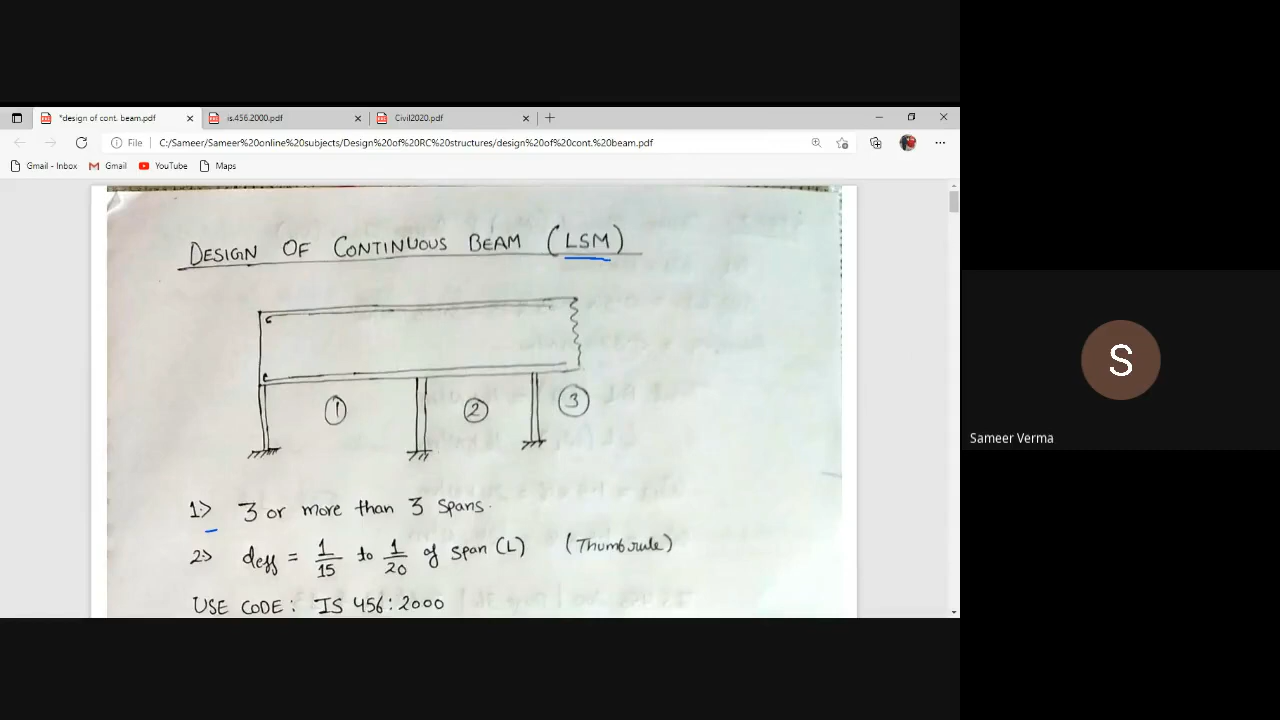 *design of cont. beam.pdf
is.456.2000.pdf
Civil2020.pdf
File
C:/Sameer/Sameer%20online%20subjects/Design%20of%20RC%20structures/design%20of%20cont.%20beam.pdf
Gmail - Inbox
Gmail
YouTube
Maps
DESIGN OF CONTINUOUS BEAM (LSM)
1 2 3
1> 3 or more than 3 spans.
2> deff = 1/15 to 1/20 of span (L) (Thumbrule)
USE CODE: IS 456:2000
S
Sameer Verma